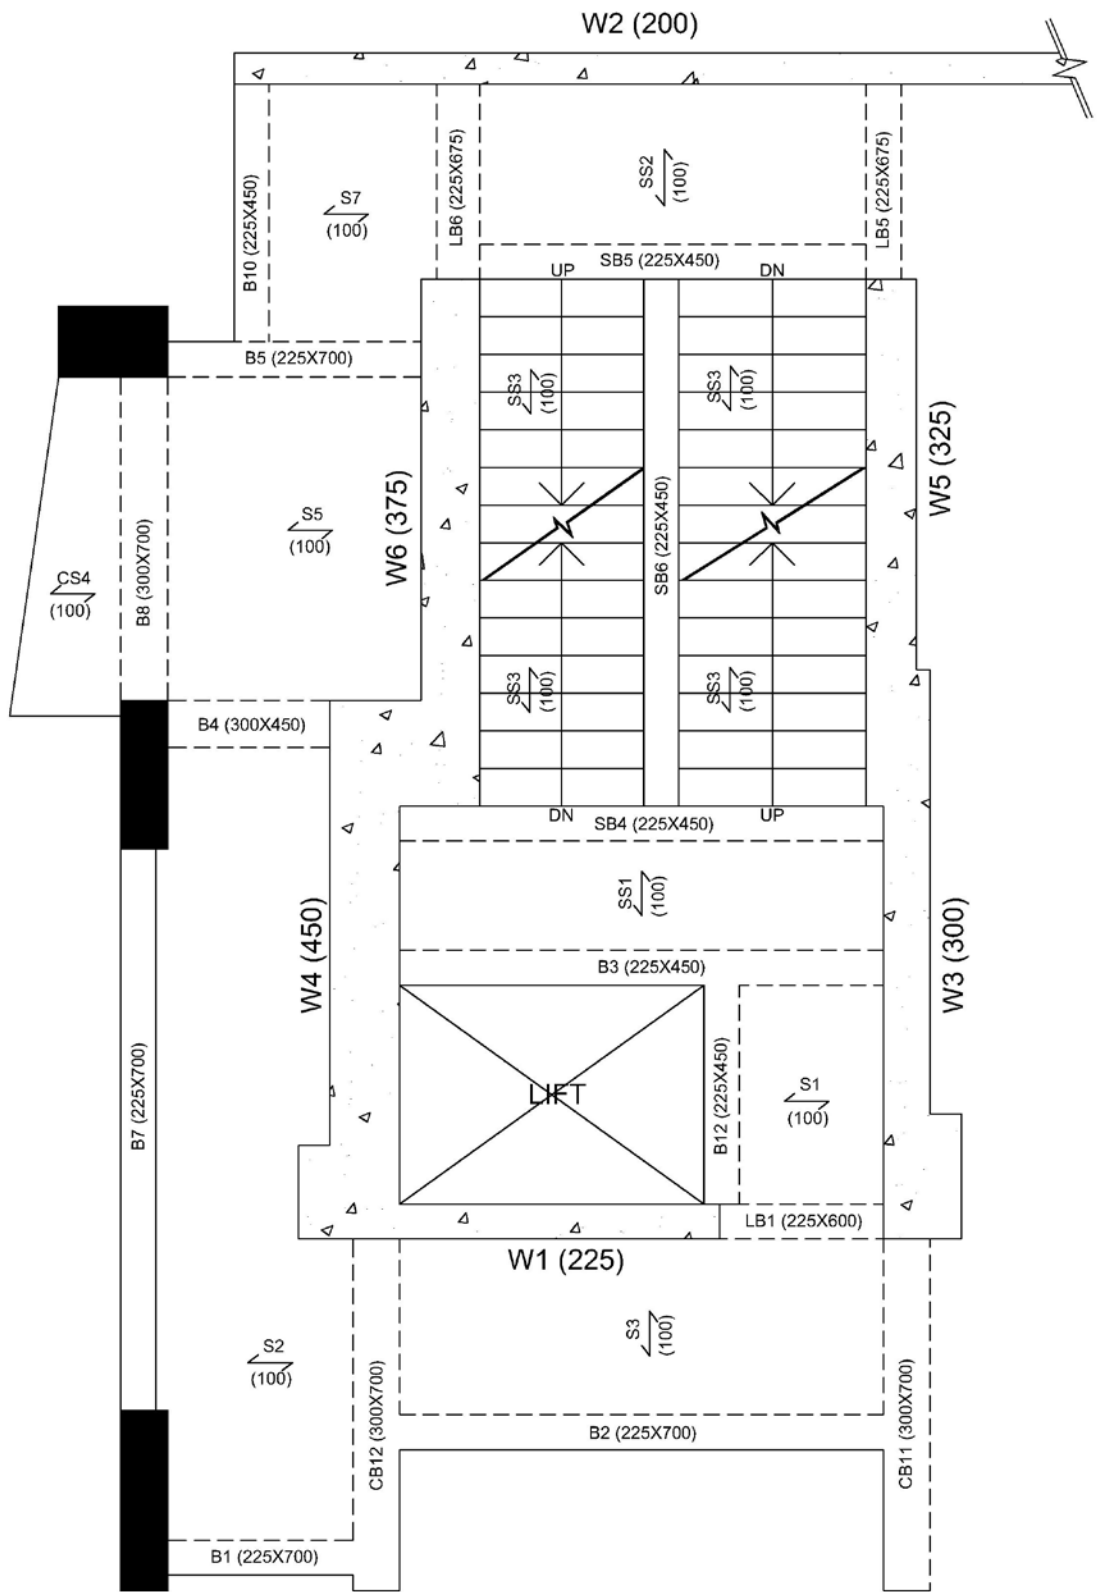 W2 (200)
B10 (225X450)
S7
(100)
LB6 (225X675)
SS2
(100)
LB5 (225X675)
SB5 (225X450)
UP
DN
B5 (225X700)
SS3
(100)
SS3
(100)
W5 (325)
W6 (375)
S5
(100)
SB6 (225X450)
CS4
(100)
B8 (300X700)
SS3
(100)
SS3
(100)
B4 (300X450)
DN
UP
SB4 (225X450)
SS1
(100)
W4 (450)
W3 (300)
B3 (225X450)
LIFT
B12 (225X450)
S1
(100)
B7 (225X700)
LB1 (225X600)
W1 (225)
S3
(100)
S2
(100)
CB12 (300X700)
B2 (225X700)
CB11 (300X700)
B1 (225X700)